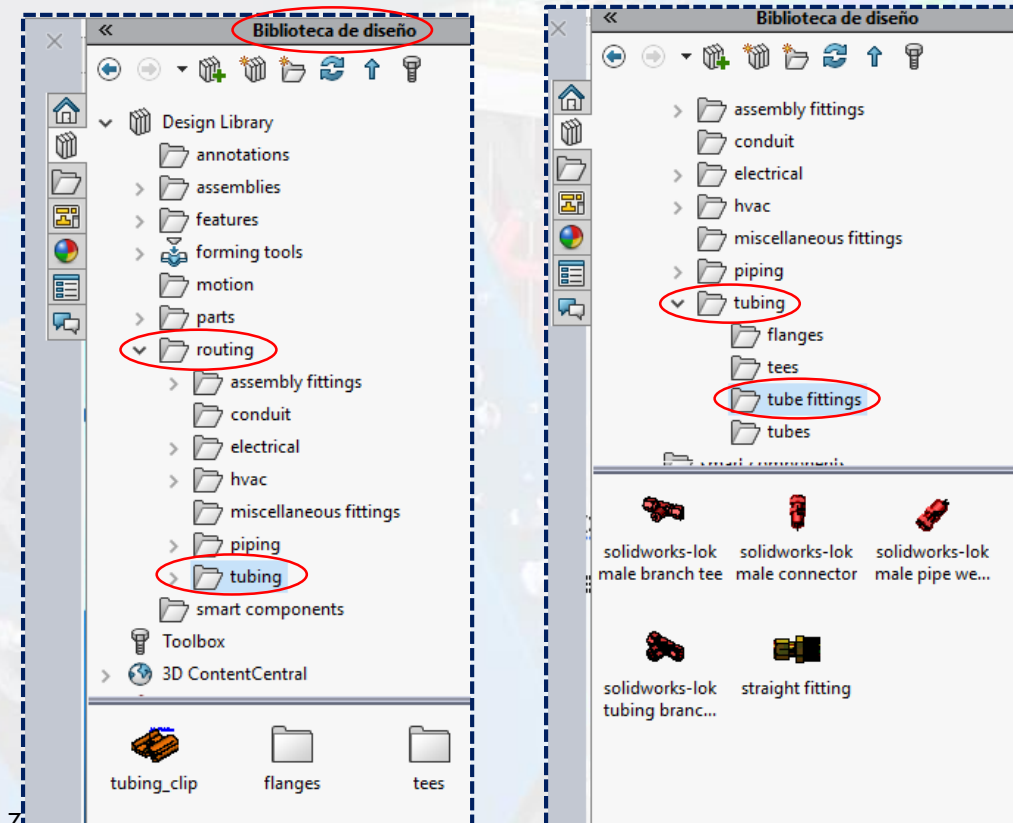 Biblioteca de diseño
Design Library
annotations
assemblies
features
forming tools
motion
parts
routing
assembly fittings
conduit
electrical
hvac
miscellaneous fittings
piping
tubing
smart components
Toolbox
3D ContentCentral
tubing_clip
flanges
tees
7
Biblioteca de diseño
assembly fittings
conduit
electrical
hvac
miscellaneous fittings
piping
tubing
flanges
tees
tube fittings
tubes
smart components
solidworks-lok
male branch tee
solidworks-lok
male connector
solidworks-lok
male pipe we...
solidworks-lok
tubing branc...
straight fitting